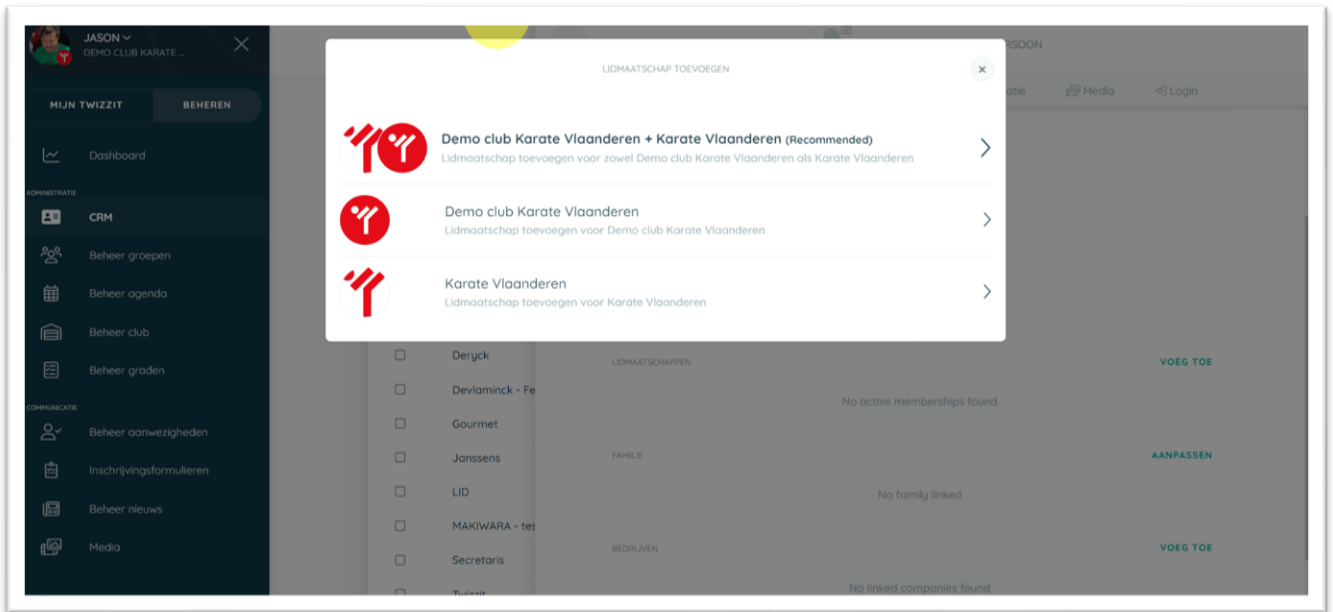 JASON
DEMO CLUB KARATE ...
MIJN TWIZZIT
BEHEREN
Dashboard
ADMINISTRATIE
CRM
Beheer groepen
Beheer agenda
Beheer club
Beheer graden
COMMUNICATIE
Beheer aanwezigheden
Inschrijvingsformulieren
Beheer nieuws
Media
RSOON
atie
Media
Login
LIDMAATSCHAP TOEVOEGEN
Demo club Karate Vlaanderen + Karate Vlaanderen (Recommended)
Lidmaatschap toevoegen voor zowel Demo club Karate Vlaanderen als Karate Vlaanderen
Demo club Karate Vlaanderen
Lidmaatschap toevoegen voor Demo club Karate Vlaanderen
Karate Vlaanderen
Lidmaatschap toevoegen voor Karate Vlaanderen
Deryck
Devlaminck - Fe
Gourmet
Janssens
LID
MAKIWARA - tes
Secretaris
Twizzit
LIDMAATSCHAPPEN
VOEG TOE
No active memberships found
FAMILIE
AANPASSEN
No family linked
BEDRIJVEN
VOEG TOE
No linked companies found